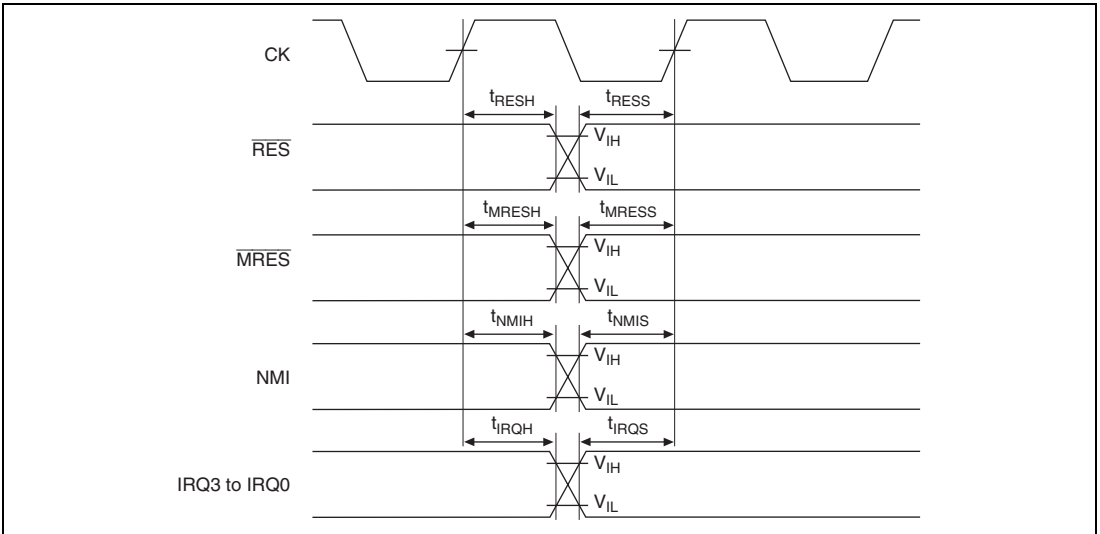 CK
tRESH tRESS
RES
VIH
VIL
tMRESH tMRESS
MRES
VIH
VIL
tNMIH tNMIS
NMI
VIH
VIL
tIRQH tIRQS
IRQ3 to IRQ0
VIH
VIL